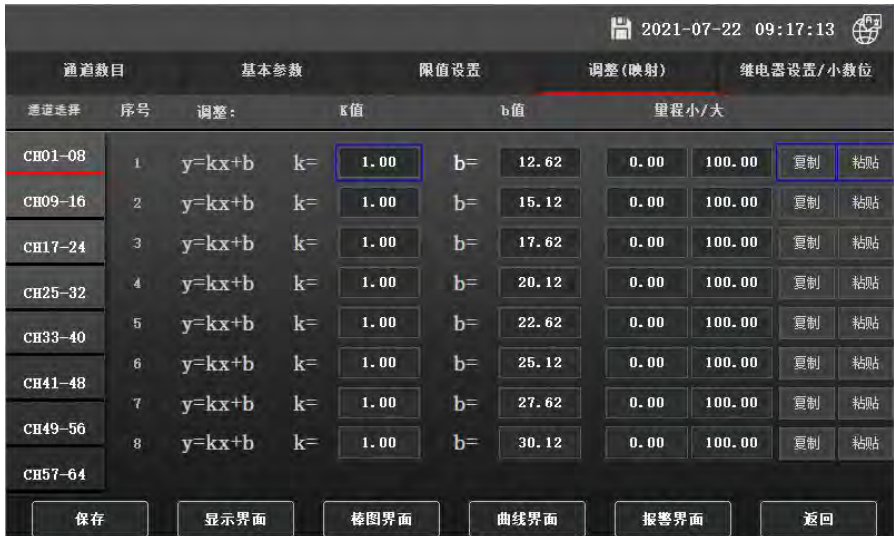 2021-07-22 09:17:13
通道数目 基本参数 限值设置 调整(映射) 继电器设置/小数位
通道选择 序号 调整: K值 b值 量程小/大
CH01-08 1 y=kx+b k= 1.00 b= 12.62 0.00 100.00 复制 粘贴
CH09-16 2 y=kx+b k= 1.00 b= 15.12 0.00 100.00 复制 粘贴
CH17-24 3 y=kx+b k= 1.00 b= 17.62 0.00 100.00 复制 粘贴
CH25-32 4 y=kx+b k= 1.00 b= 20.12 0.00 100.00 复制 粘贴
CH33-40 5 y=kx+b k= 1.00 b= 22.62 0.00 100.00 复制 粘贴
CH41-48 6 y=kx+b k= 1.00 b= 25.12 0.00 100.00 复制 粘贴
CH49-56 7 y=kx+b k= 1.00 b= 27.62 0.00 100.00 复制 粘贴
8 y=kx+b k= 1.00 b= 30.12 0.00 100.00 复制 粘贴
CH57-64
保存 显示界面 棒图界面 曲线界面 报警界面 返回